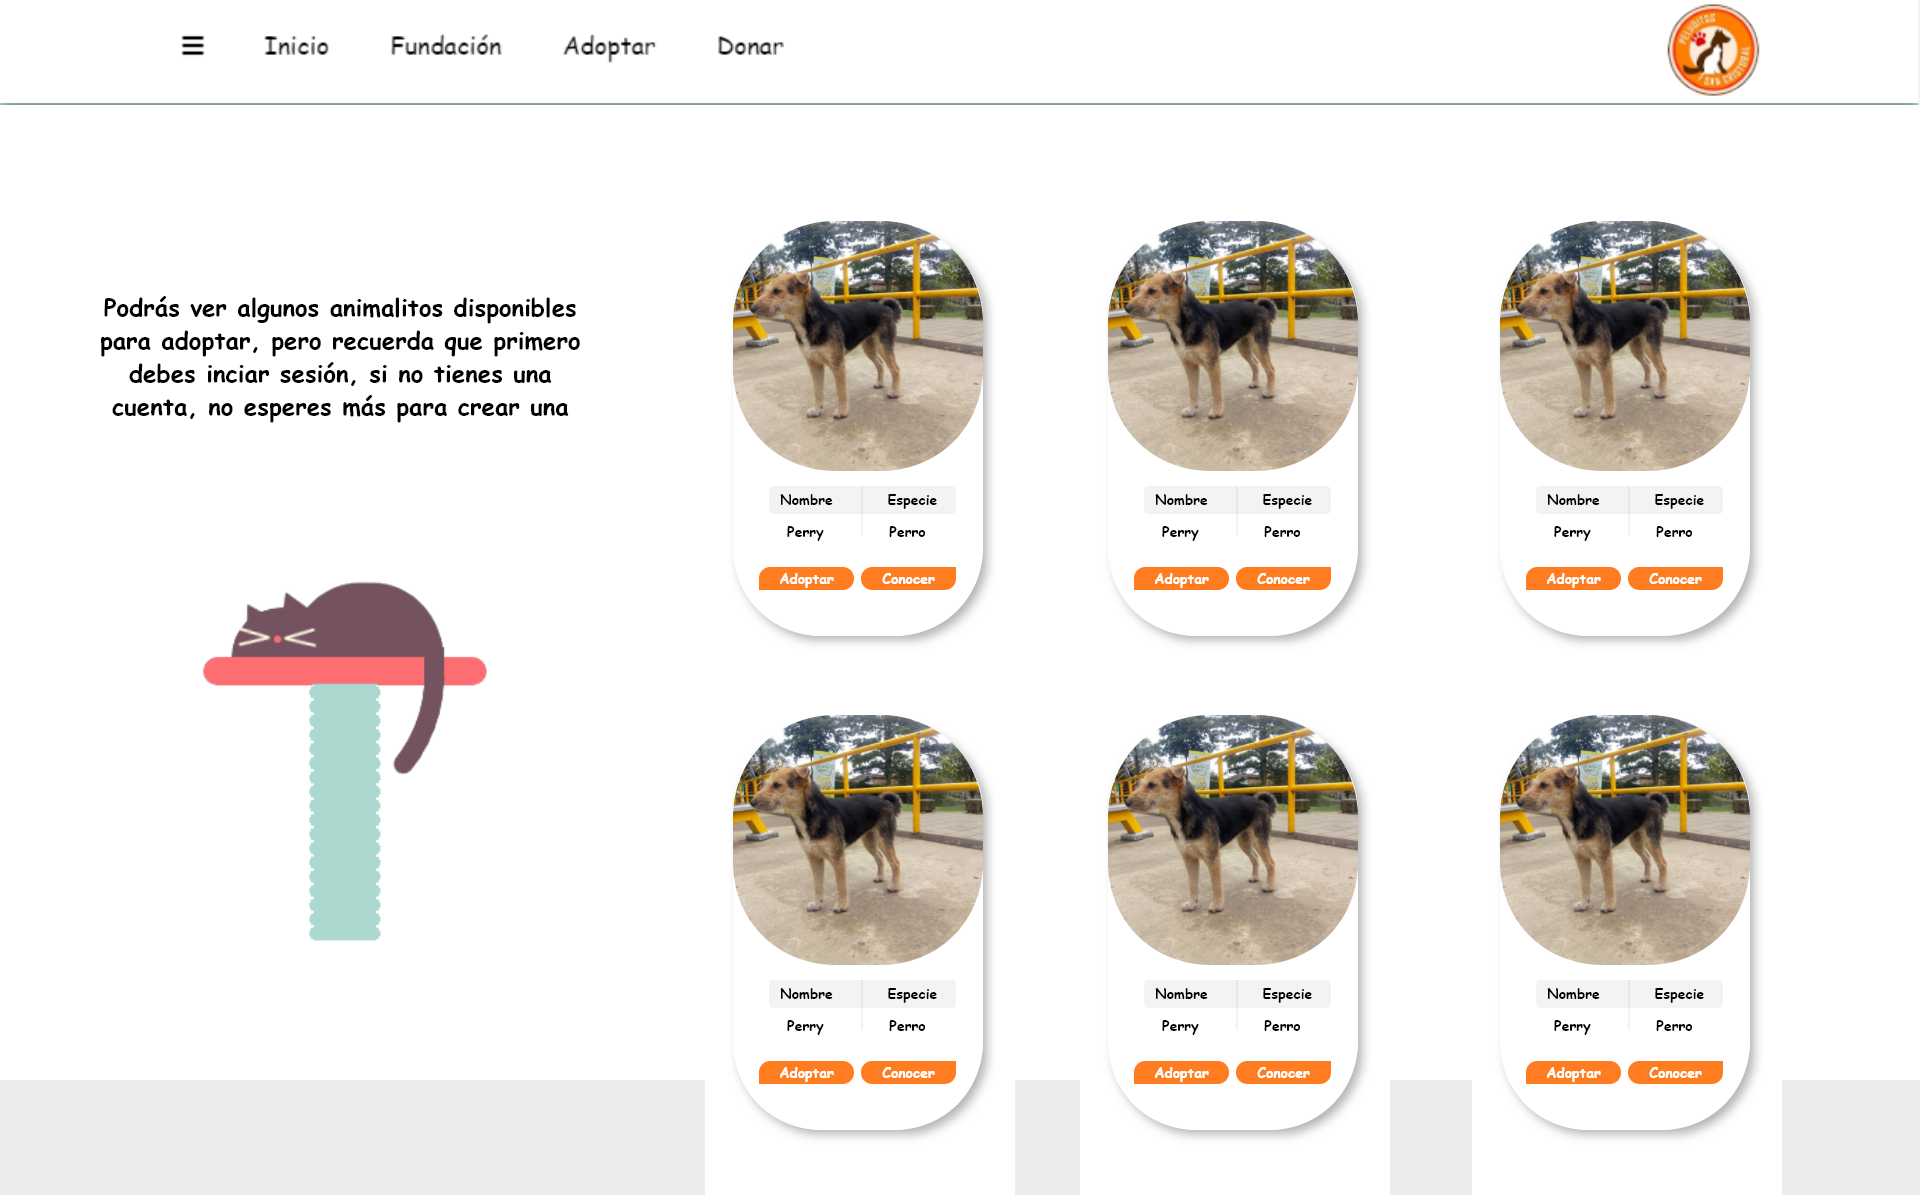 Inicio Fundación Adoptar Donar
PELUDITOS
SAN CRISTOBAL
Podrás ver algunos animalitos disponibles
para adoptar, pero recuerda que primero
debes inciar sesión, si no tienes una
cuenta, no esperes más para crear una
Nombre Especie
Perry Perro
Adoptar Conocer
Nombre Especie
Perry Perro
Adoptar Conocer
Nombre Especie
Perry Perro
Adoptar Conocer
Nombre Especie
Perry Perro
Adoptar Conocer
Nombre Especie
Perry Perro
Adoptar Conocer
Nombre Especie
Perry Perro
Adoptar Conocer